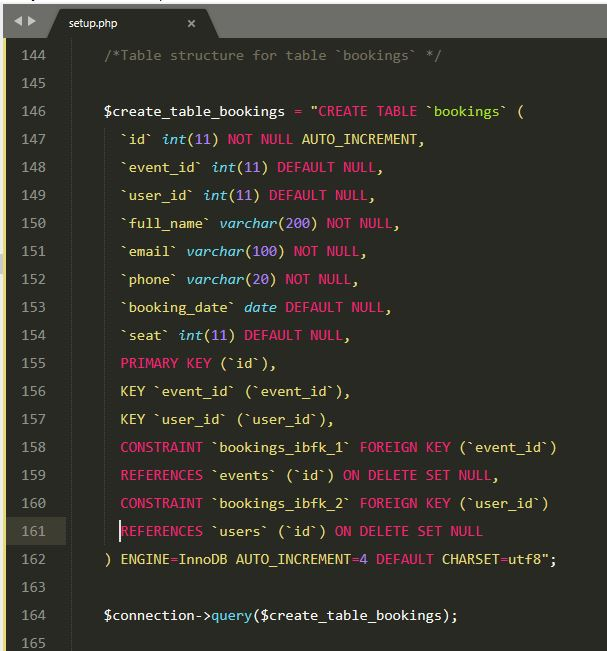 setup.php ×
144 /*Table structure for table `bookings` */
145
146 $create_table_bookings = "CREATE TABLE `bookings` (
147 `id` int(11) NOT NULL AUTO_INCREMENT,
148 `event_id` int(11) DEFAULT NULL,
149 `user_id` int(11) DEFAULT NULL,
150 `full_name` varchar(200) NOT NULL,
151 `email` varchar(100) NOT NULL,
152 `phone` varchar(20) NOT NULL,
153 `booking_date` date DEFAULT NULL,
154 `seat` int(11) DEFAULT NULL,
155 PRIMARY KEY (`id`),
156 KEY `event_id` (`event_id`),
157 KEY `user_id` (`user_id`),
158 CONSTRAINT `bookings_ibfk_1` FOREIGN KEY (`event_id`)
159 REFERENCES `events` (`id`) ON DELETE SET NULL,
160 CONSTRAINT `bookings_ibfk_2` FOREIGN KEY (`user_id`)
161 REFERENCES `users` (`id`) ON DELETE SET NULL
162 ) ENGINE=InnoDB AUTO_INCREMENT=4 DEFAULT CHARSET=utf8";
163
164 $connection->query($create_table_bookings);
165